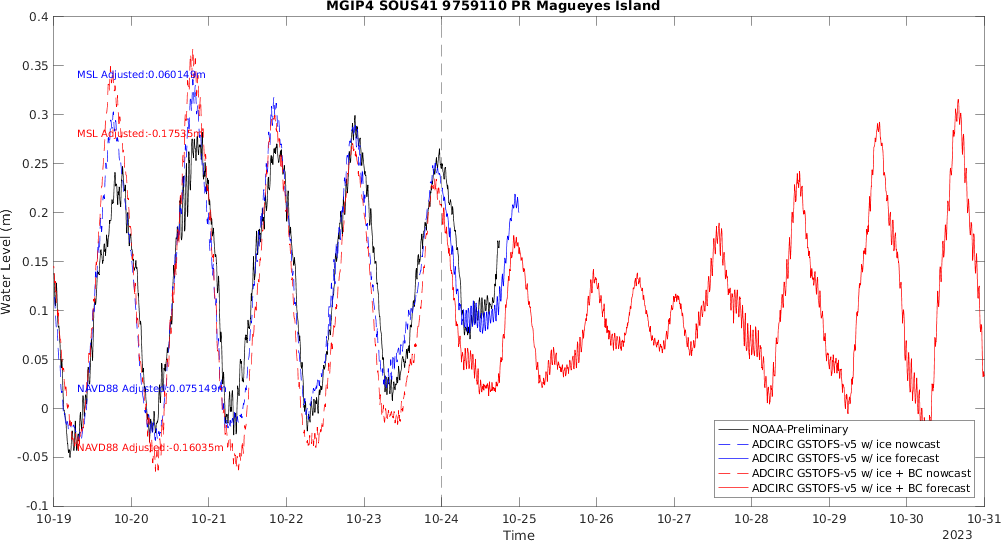 MGIP4 SOUS41 9759110 PR Magueyes Island
Water Level (m)
0.4
0.35
0.3
0.25
0.2
0.15
0.1
0.05
0
-0.05
-0.1
MSL Adjusted:0.060149m
MSL Adjusted:-0.17535m
NAVD88 Adjusted:0.075149m
NAVD88 Adjusted:-0.16035m
NOAA-Preliminary
ADCIRC GSTOFS-v5 w/ ice nowcast
ADCIRC GSTOFS-v5 w/ ice forecast
ADCIRC GSTOFS-v5 w/ ice + BC nowcast
ADCIRC GSTOFS-v5 w/ ice + BC forecast
10-19 10-20 10-21 10-22 10-23 10-24 10-25 10-26 10-27 10-28 10-29 10-30 10-31
Time
2023